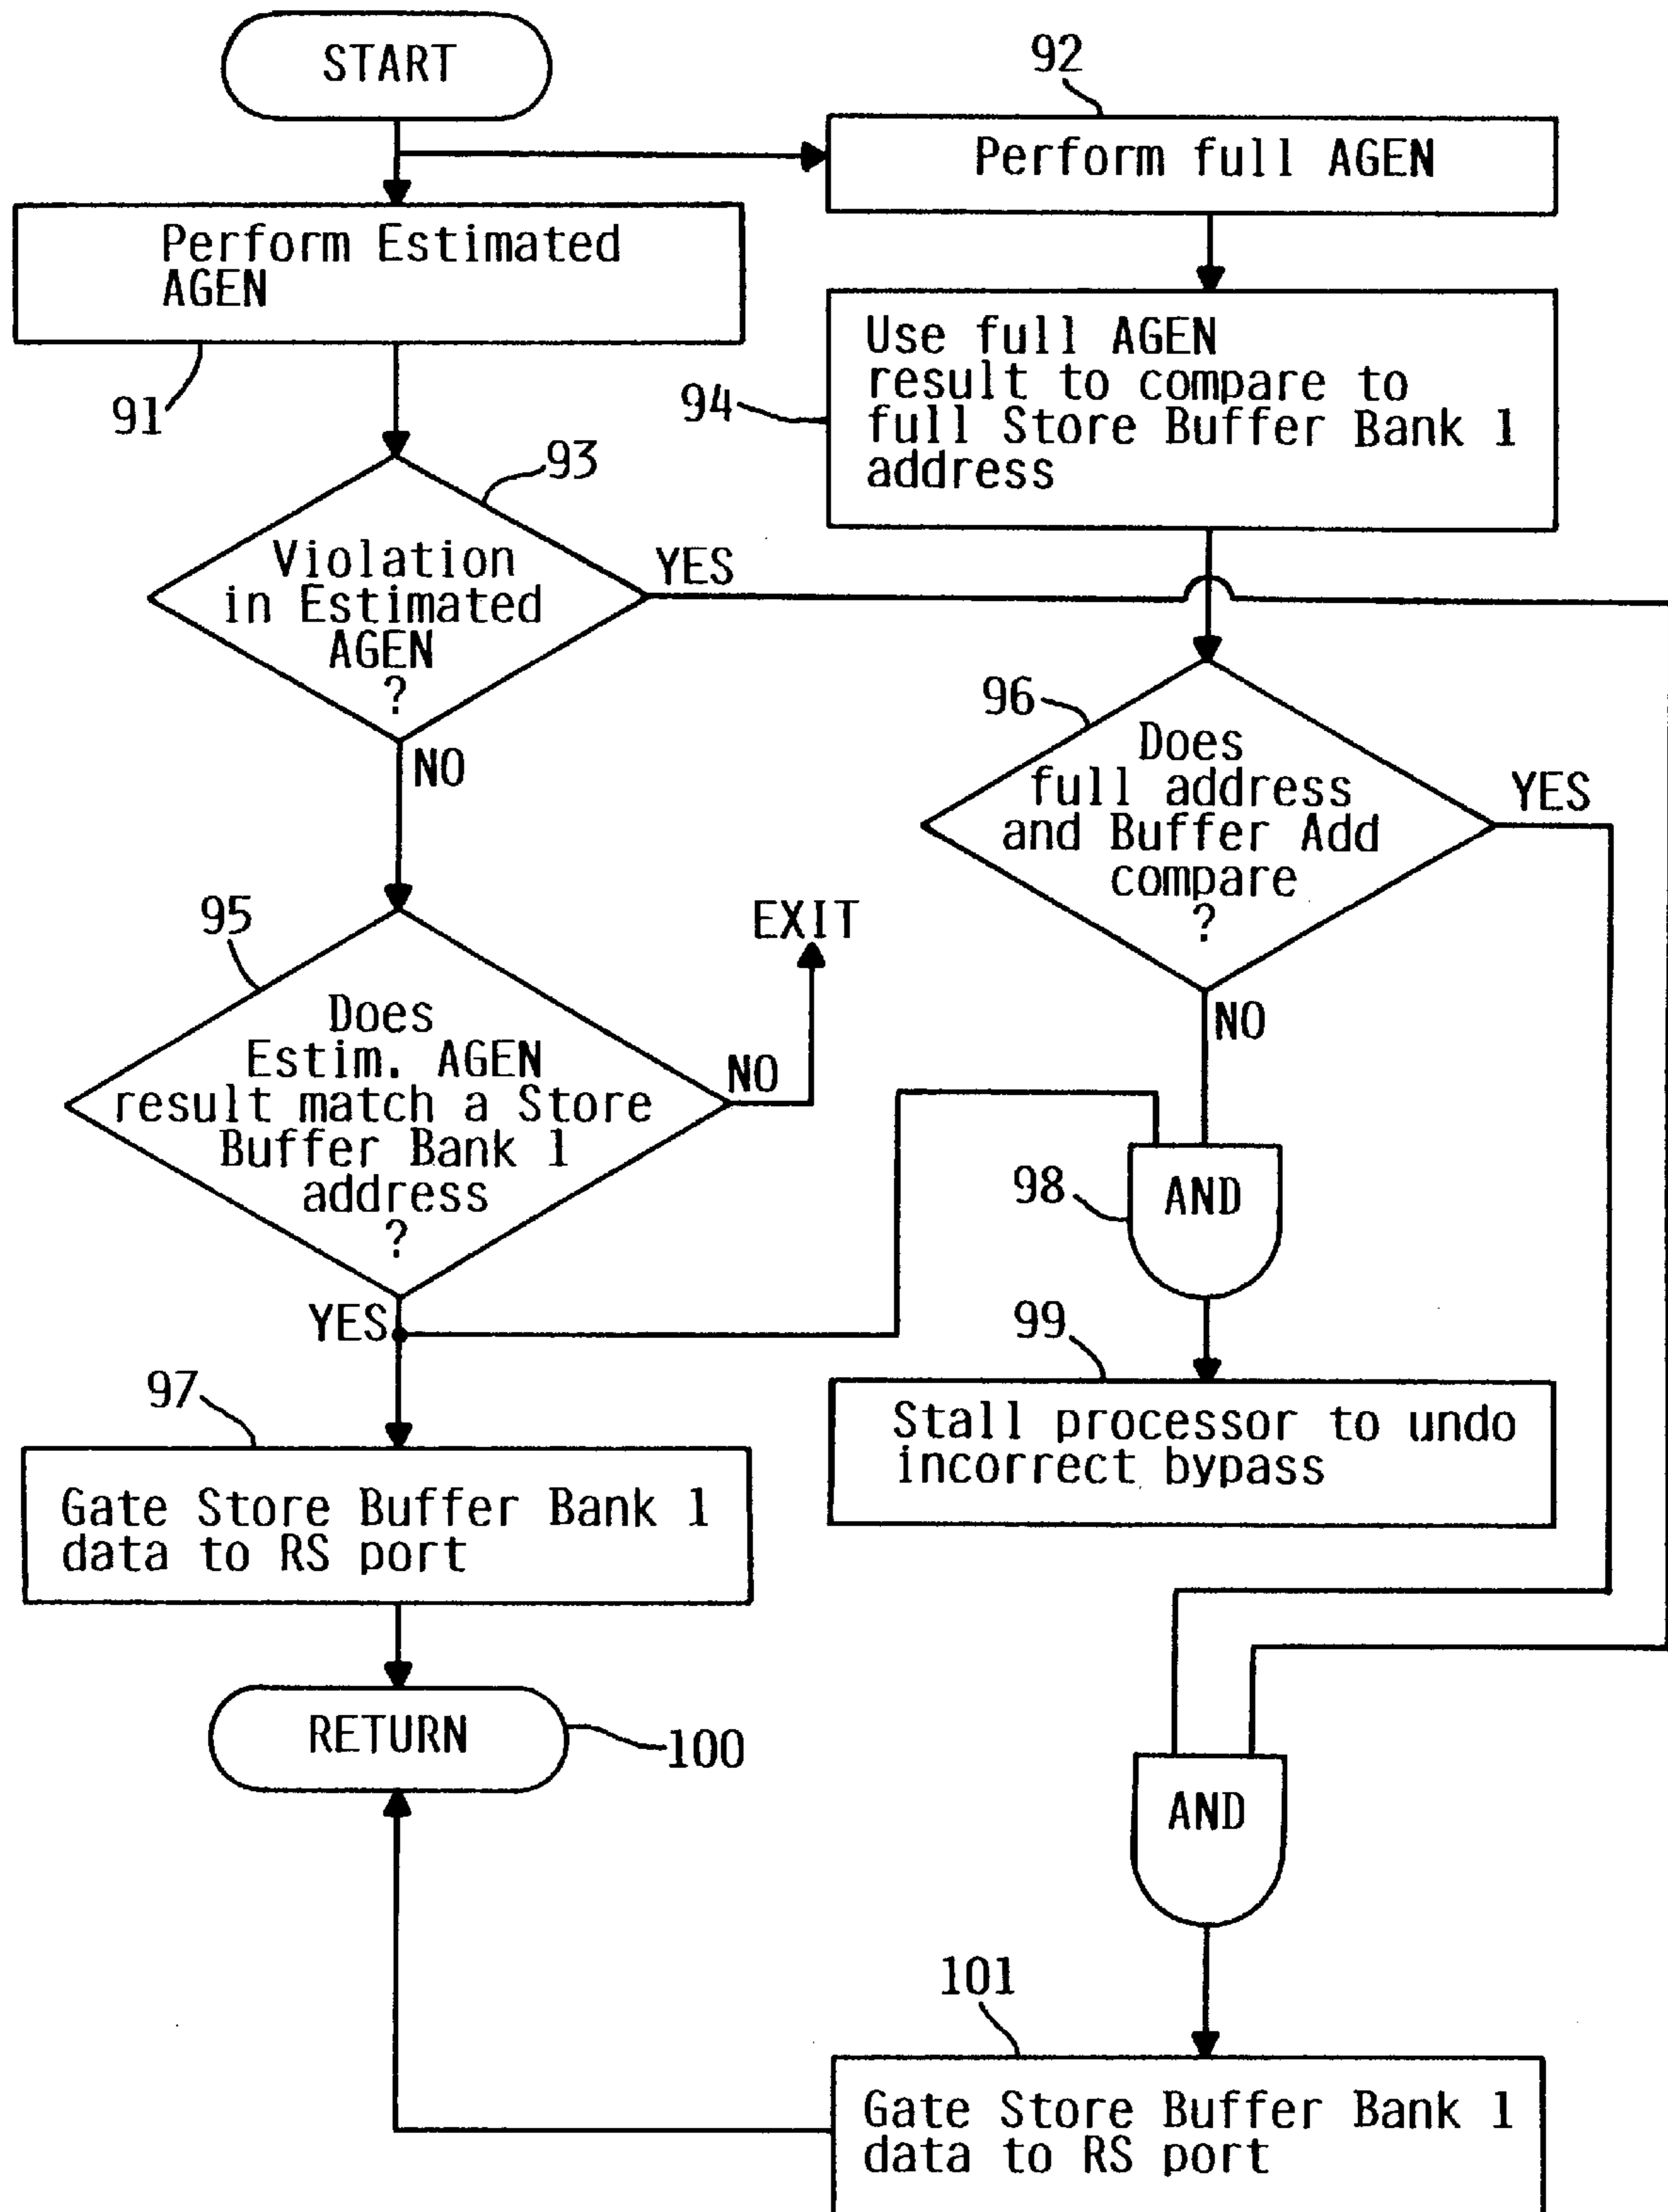 START
92
Perform full AGEN
Perform Estimated
AGEN
91
Use full AGEN
result to compare to
full Store Buffer Bank 1
address
94
93
Violation
in Estimated
AGEN
?
YES
NO
96
Does
full address
and Buffer Add
compare
?
YES
NO
95
Does
Estim. AGEN
result match a Store
Buffer Bank 1
address
?
NO
EXIT
YES
98
AND
99
Stall processor to undo
incorrect bypass
97
Gate Store Buffer Bank 1
data to RS port
RETURN
100
AND
101
Gate Store Buffer Bank 1
data to RS port